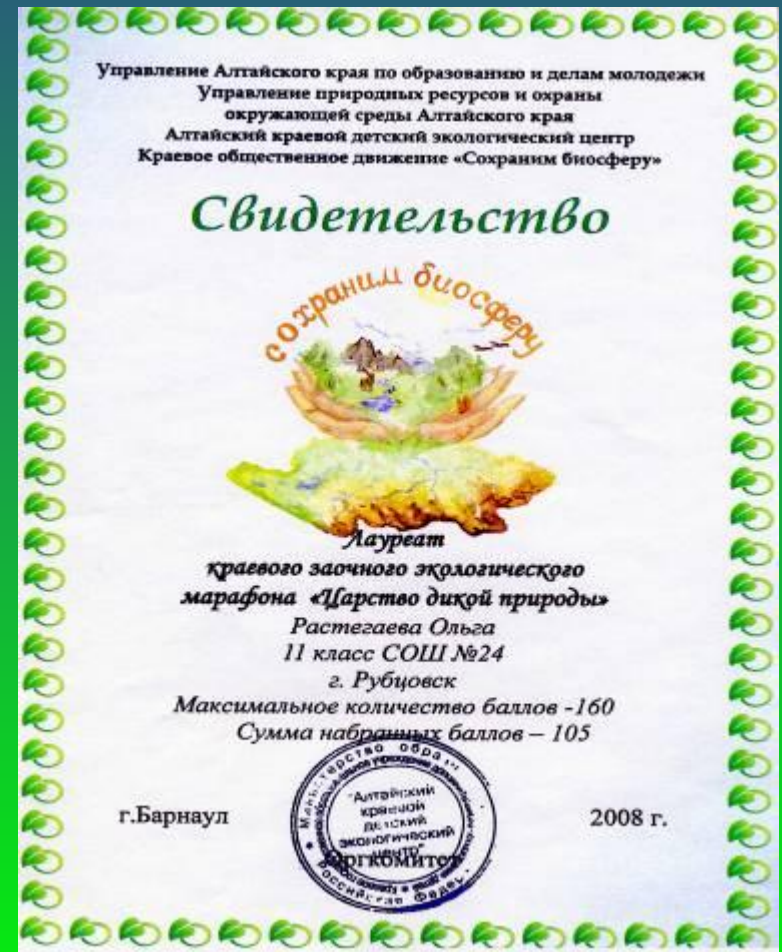 Управление Алтайского края по образованию и делам молодежи
Управление природных ресурсов и охраны
окружающей среды Алтайского края
Алтайский краевой детский экологический центр
Краевое общественное движение «Сохраним биосферу»
Свидетельство
сохраним биосферу
Лауреат
краевого заочного экологического
марафона «Царство дикой природы»
Растегаева Ольга
11 класс СОШ №24
г. Рубцовск
Максимальное количество баллов -160
Сумма набранных баллов – 105
Министерство образ
"Алтайский
краевой
детский
экологический
центр"
Оргкомитет
г.Барнаул
2008 г.